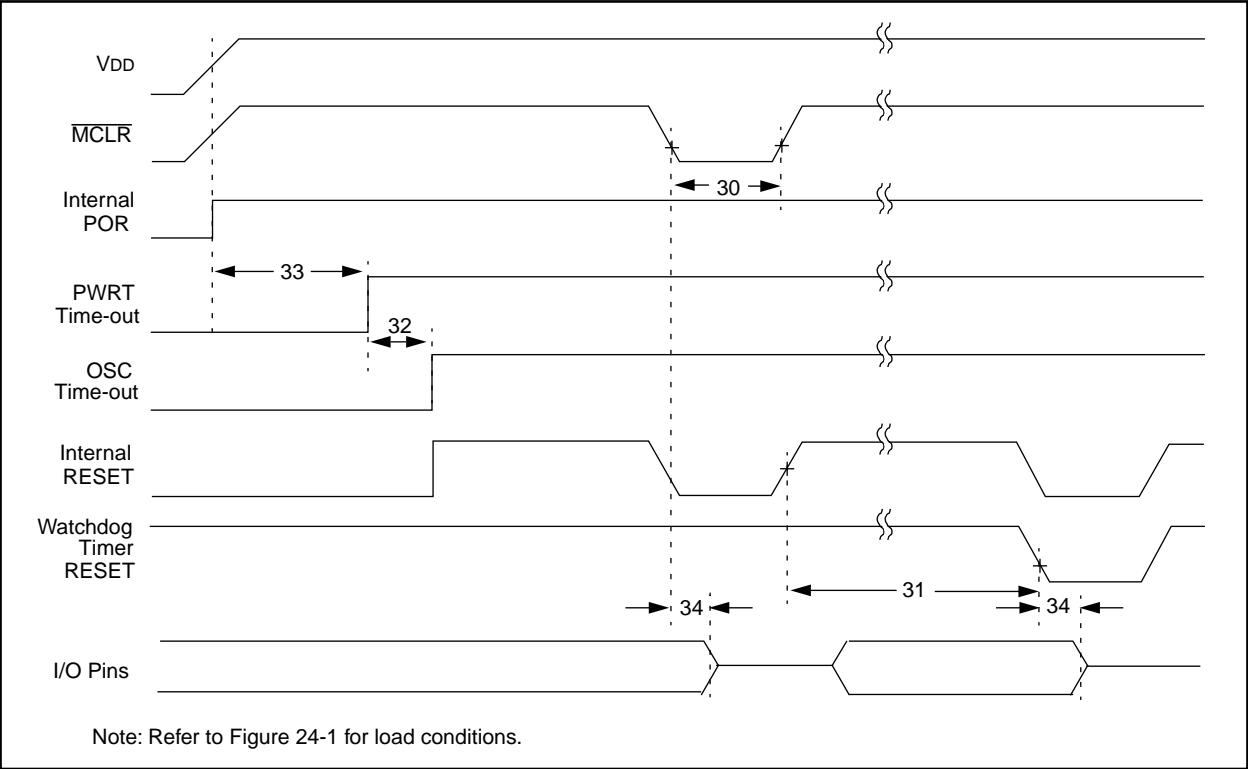 VDD
MCLR
30
Internal
POR
33
PWRT
Time-out
32
OSC
Time-out
Internal
RESET
Watchdog
Timer
RESET
31
34
34
I/O Pins
Note: Refer to Figure 24-1 for load conditions.